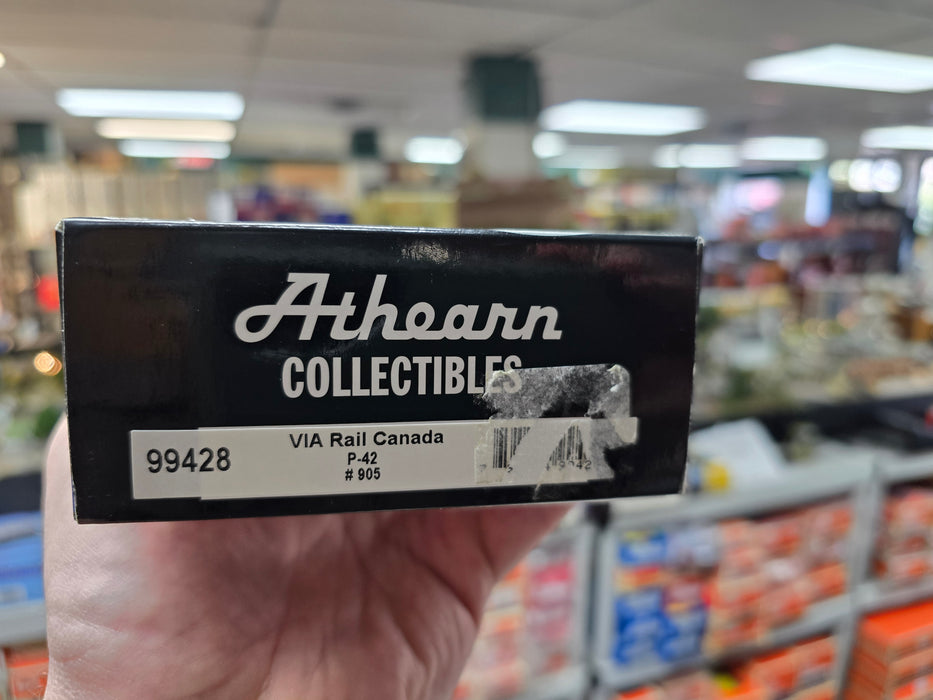 Athearn
COLLECTIBLES
99428
VIA Rail Canada
P-42
# 905